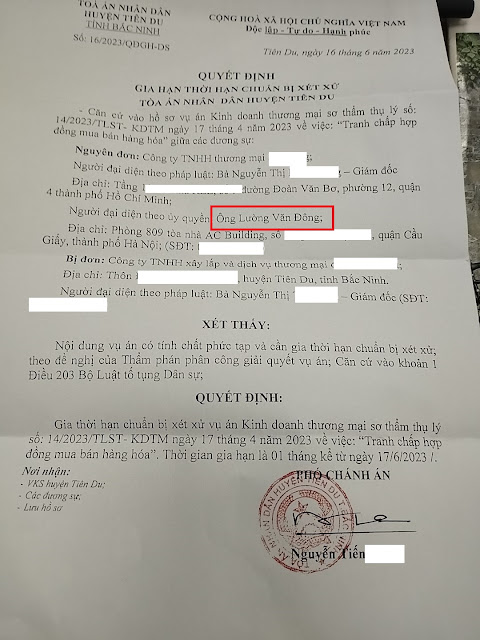 TOÀ ÁN NHÂN DÂN
HUYỆN TIÊN DU
TỈNH BẮC NINH
Số: 16/2023/QĐGH-DS
CỘNG HOÀ XÃ HỘI CHỦ NGHĨA VIỆT NAM
Độc lập - Tự do - Hạnh phúc
Tiên Du, ngày 16 tháng 6 năm 2023
QUYẾT ĐỊNH
GIA HẠN THỜI HẠN CHUẨN BỊ XÉT XỬ
TÒA ÁN NHÂN DÂN HUYỆN TIÊN DU
- Căn cứ vào hồ sơ vụ án Kinh doanh thương mại sơ thẩm thụ lý số:
14/2023/TLST- KDTM ngày 17 tháng 4 năm 2023 về việc: “Tranh chấp hợp
đồng mua bán hàng hóa” giữa các đương sự:
Nguyên đơn: Công ty TNHH thương mại ;
Người đại diện theo pháp luật: Bà Nguyễn Thị – Giám đốc
Địa chỉ: Tầng đường Đoàn Văn Bơ, phường 12, quận
4 thành phố Hồ Chí Minh;
Người đại diện theo ủy quyền: Ông Lường Văn Đông;
Địa chỉ: Phòng 809 tòa nhà AC Building, số , quận Cầu
Giấy, thành phố Hà Nội; (SĐT:
Bị đơn: Công ty TNHH xây lắp và dịch vụ thương mại ;
Địa chỉ: Thôn , huyện Tiên Du, tỉnh Bắc Ninh.
Người đại diện theo pháp luật: Bà Nguyễn Thị – Giám đốc (SĐT:
XÉT THẤY:
Nội dung vụ án có tính chất phức tạp và cần gia thời hạn chuẩn bị xét xử;
theo đề nghị của Thẩm phán phân công giải quyết vụ án; Căn cứ vào khoản 1
Điều 203 Bộ Luật tố tụng Dân sự;
QUYẾT ĐỊNH:
Gia thời hạn chuẩn bị xét xử vụ án Kinh doanh thương mại sơ thẩm thụ lý
số: 14/2023/TLST- KDTM ngày 17 tháng 4 năm 2023 về việc: “Tranh chấp hợp
đồng mua bán hàng hóa”. Thời gian gia hạn là 01 tháng kể từ ngày 17/6/2023 /.
Nơi nhận:
- VKS huyện Tiên Du;
- Các đương sự;
- Lưu hồ sơ
PHÓ CHÁNH ÁN
TOÀ ÁN NHÂN DÂN HUYỆN TIÊN DU T. BẮC NINH
Nguyễn Tiến